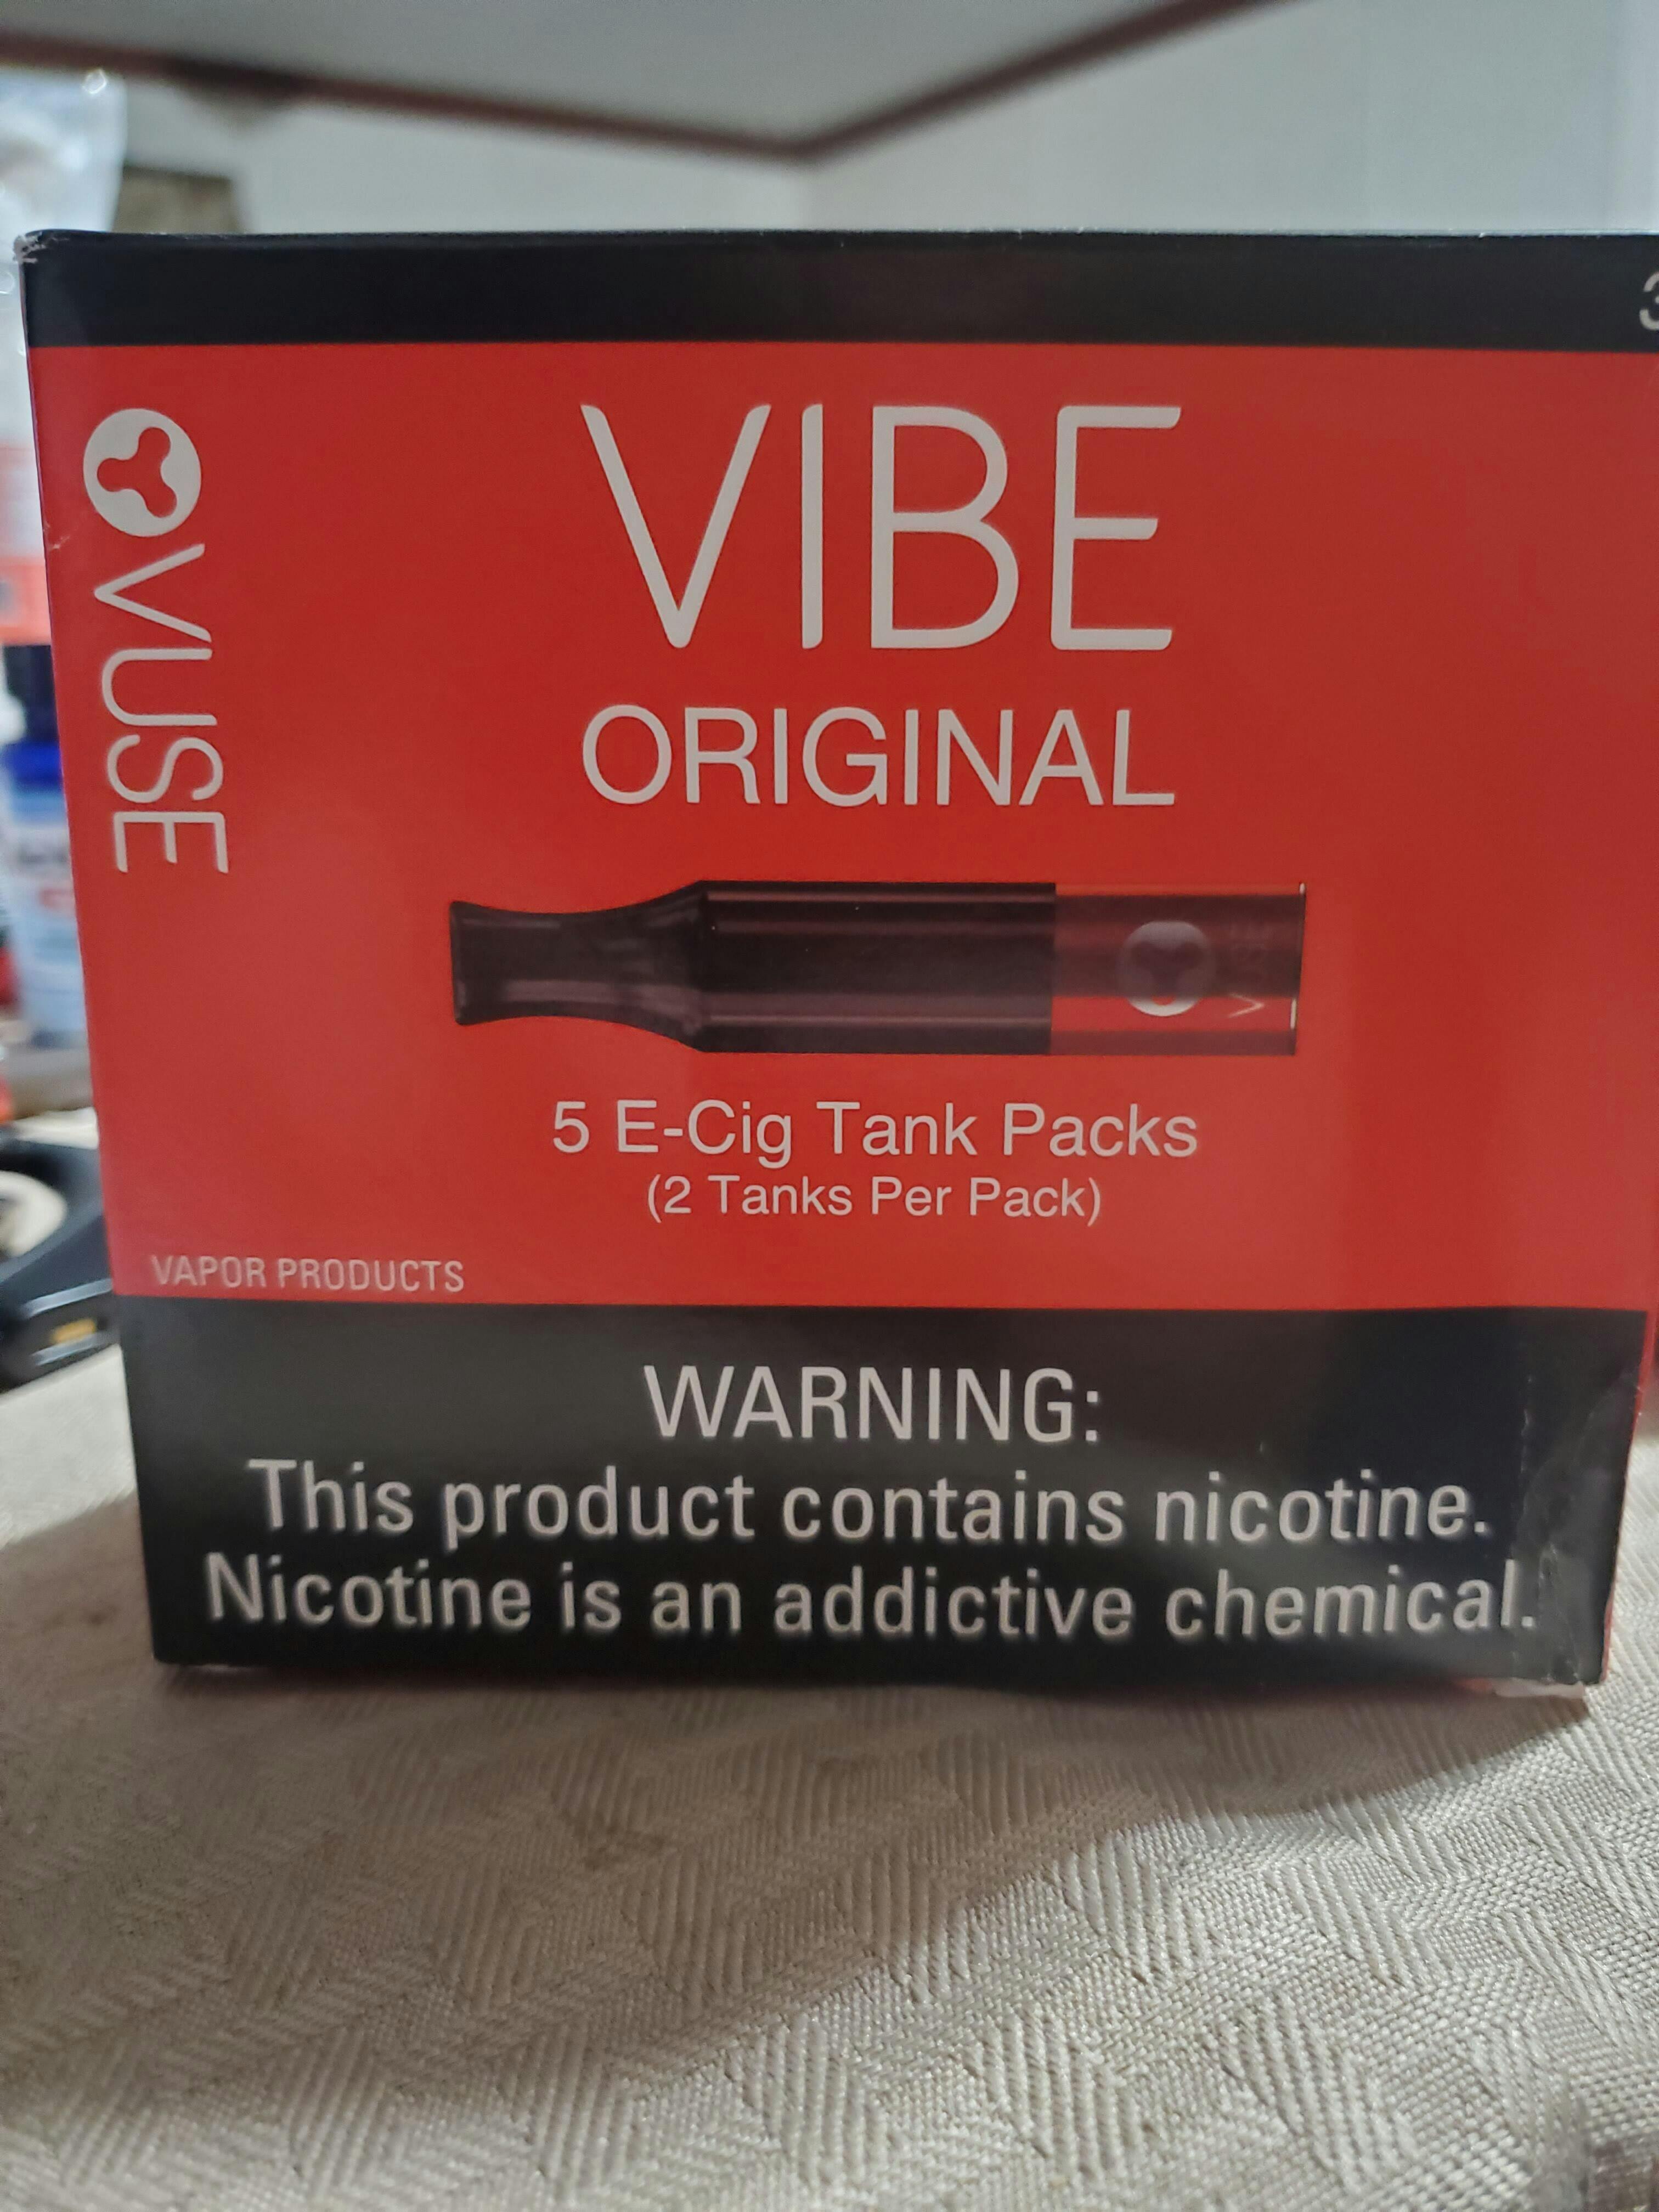 VUSE
VIBE
ORIGINAL
VUSE
5 E-Cig Tank Packs
(2 Tanks Per Pack)
VAPOR PRODUCTS
WARNING:
This product contains nicotine.
Nicotine is an addictive chemical.